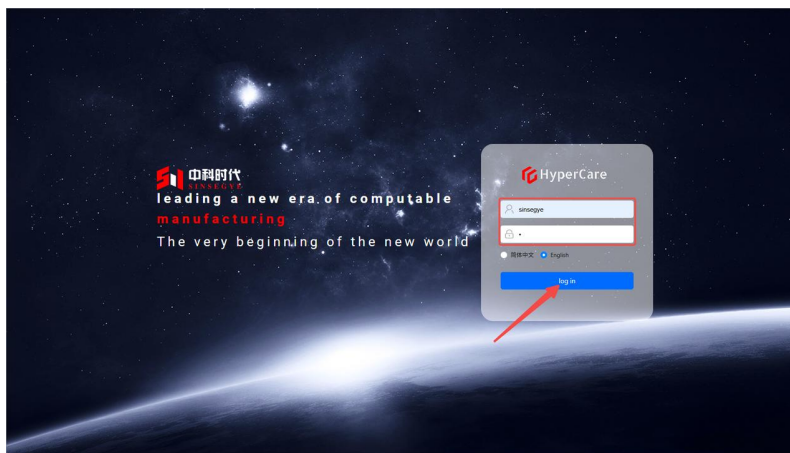 中科时代
SINSEGYE
leading a new era of computable
manufacturing
The very beginning of the new world
HyperCare
sinsegye
简体中文 English
log in